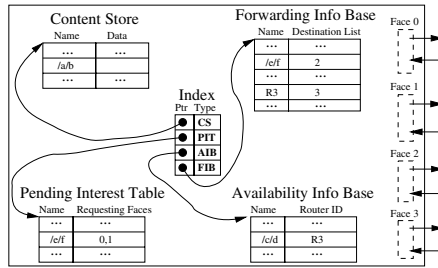 Content Store
Name Data
... ...
/a/b
... ...
Forwarding Info Base
Name Destination List
... ...
/e/f 2
... ...
R3 3
... ...
Index
Ptr Type
CS
PIT
AIB
FIB
Pending Interest Table
Name Requesting Faces
... ...
/e/f 0,1
... ...
Availability Info Base
Name Router ID
... ...
/c/d R3
... ...
Face 0
Face 1
Face 2
Face 3